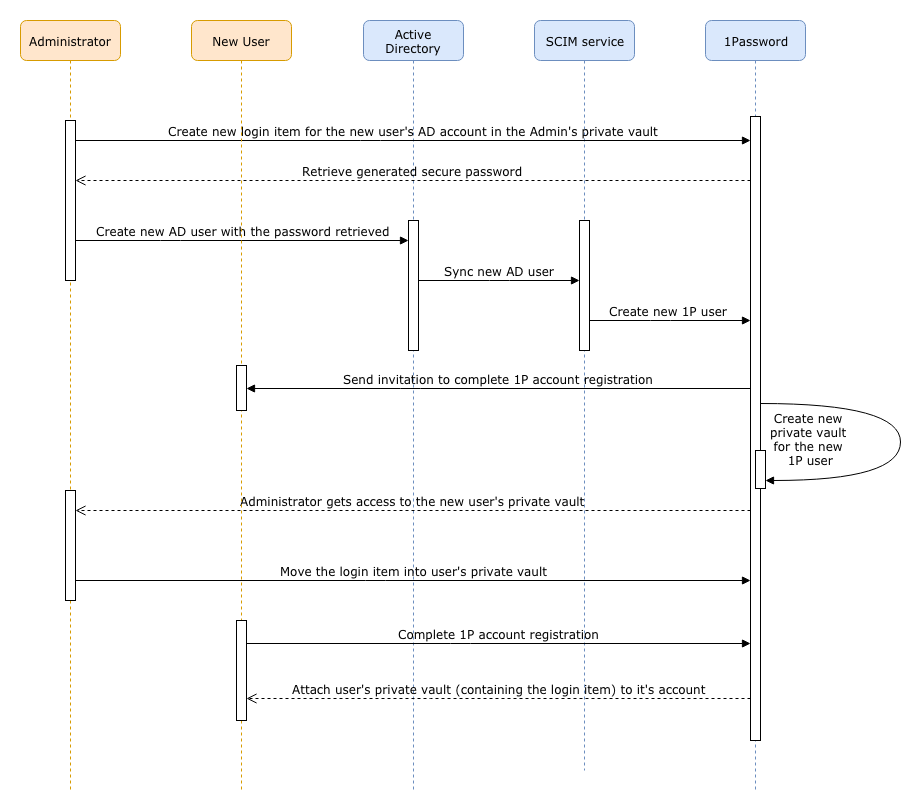 Administrator
New User
Active
Directory
SCIM service
1Password
Create new login item for the new user's AD account in the Admin's private vault
Retrieve generated secure password
Create new AD user with the password retrieved
Sync new AD user
Create new 1P user
Send invitation to complete 1P account registration
Create new
private vault
for the new
1P user
Administrator gets access to the new user's private vault
Move the login item into user's private vault
Complete 1P account registration
Attach user's private vault (containing the login item) to it's account